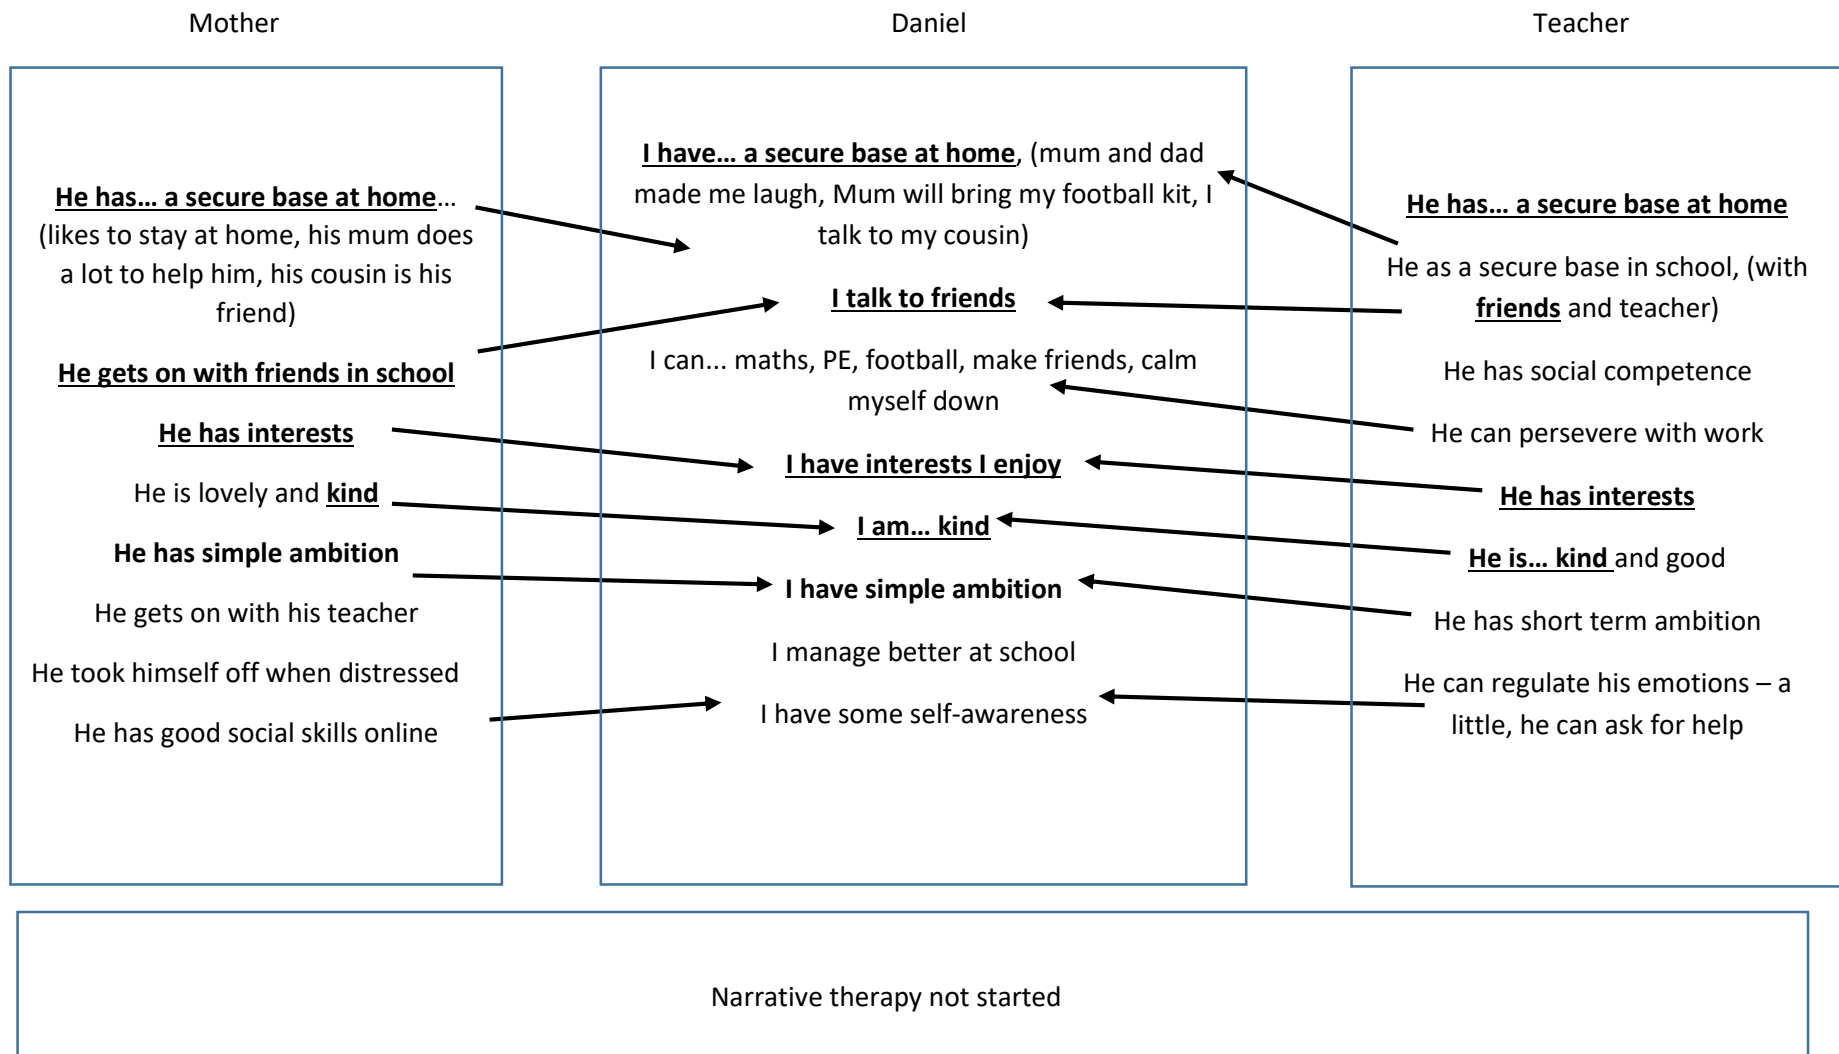 Mother
Daniel
Teacher
He has… a secure base at home…
(likes to stay at home, his mum does
a lot to help him, his cousin is his
friend)
He gets on with friends in school
He has interests
He is lovely and kind
He has simple ambition
He gets on with his teacher
He took himself off when distressed
He has good social skills online
I have… a secure base at home, (mum and dad
made me laugh, Mum will bring my football kit, I
talk to my cousin)
I talk to friends
I can... maths, PE, football, make friends, calm
myself down
I have interests I enjoy
I am… kind
I have simple ambition
I manage better at school
I have some self-awareness
He has… a secure base at home
He as a secure base in school, (with
friends and teacher)
He has social competence
He can persevere with work
He has interests
He is… kind and good
He has short term ambition
He can regulate his emotions – a
little, he can ask for help
Narrative therapy not started